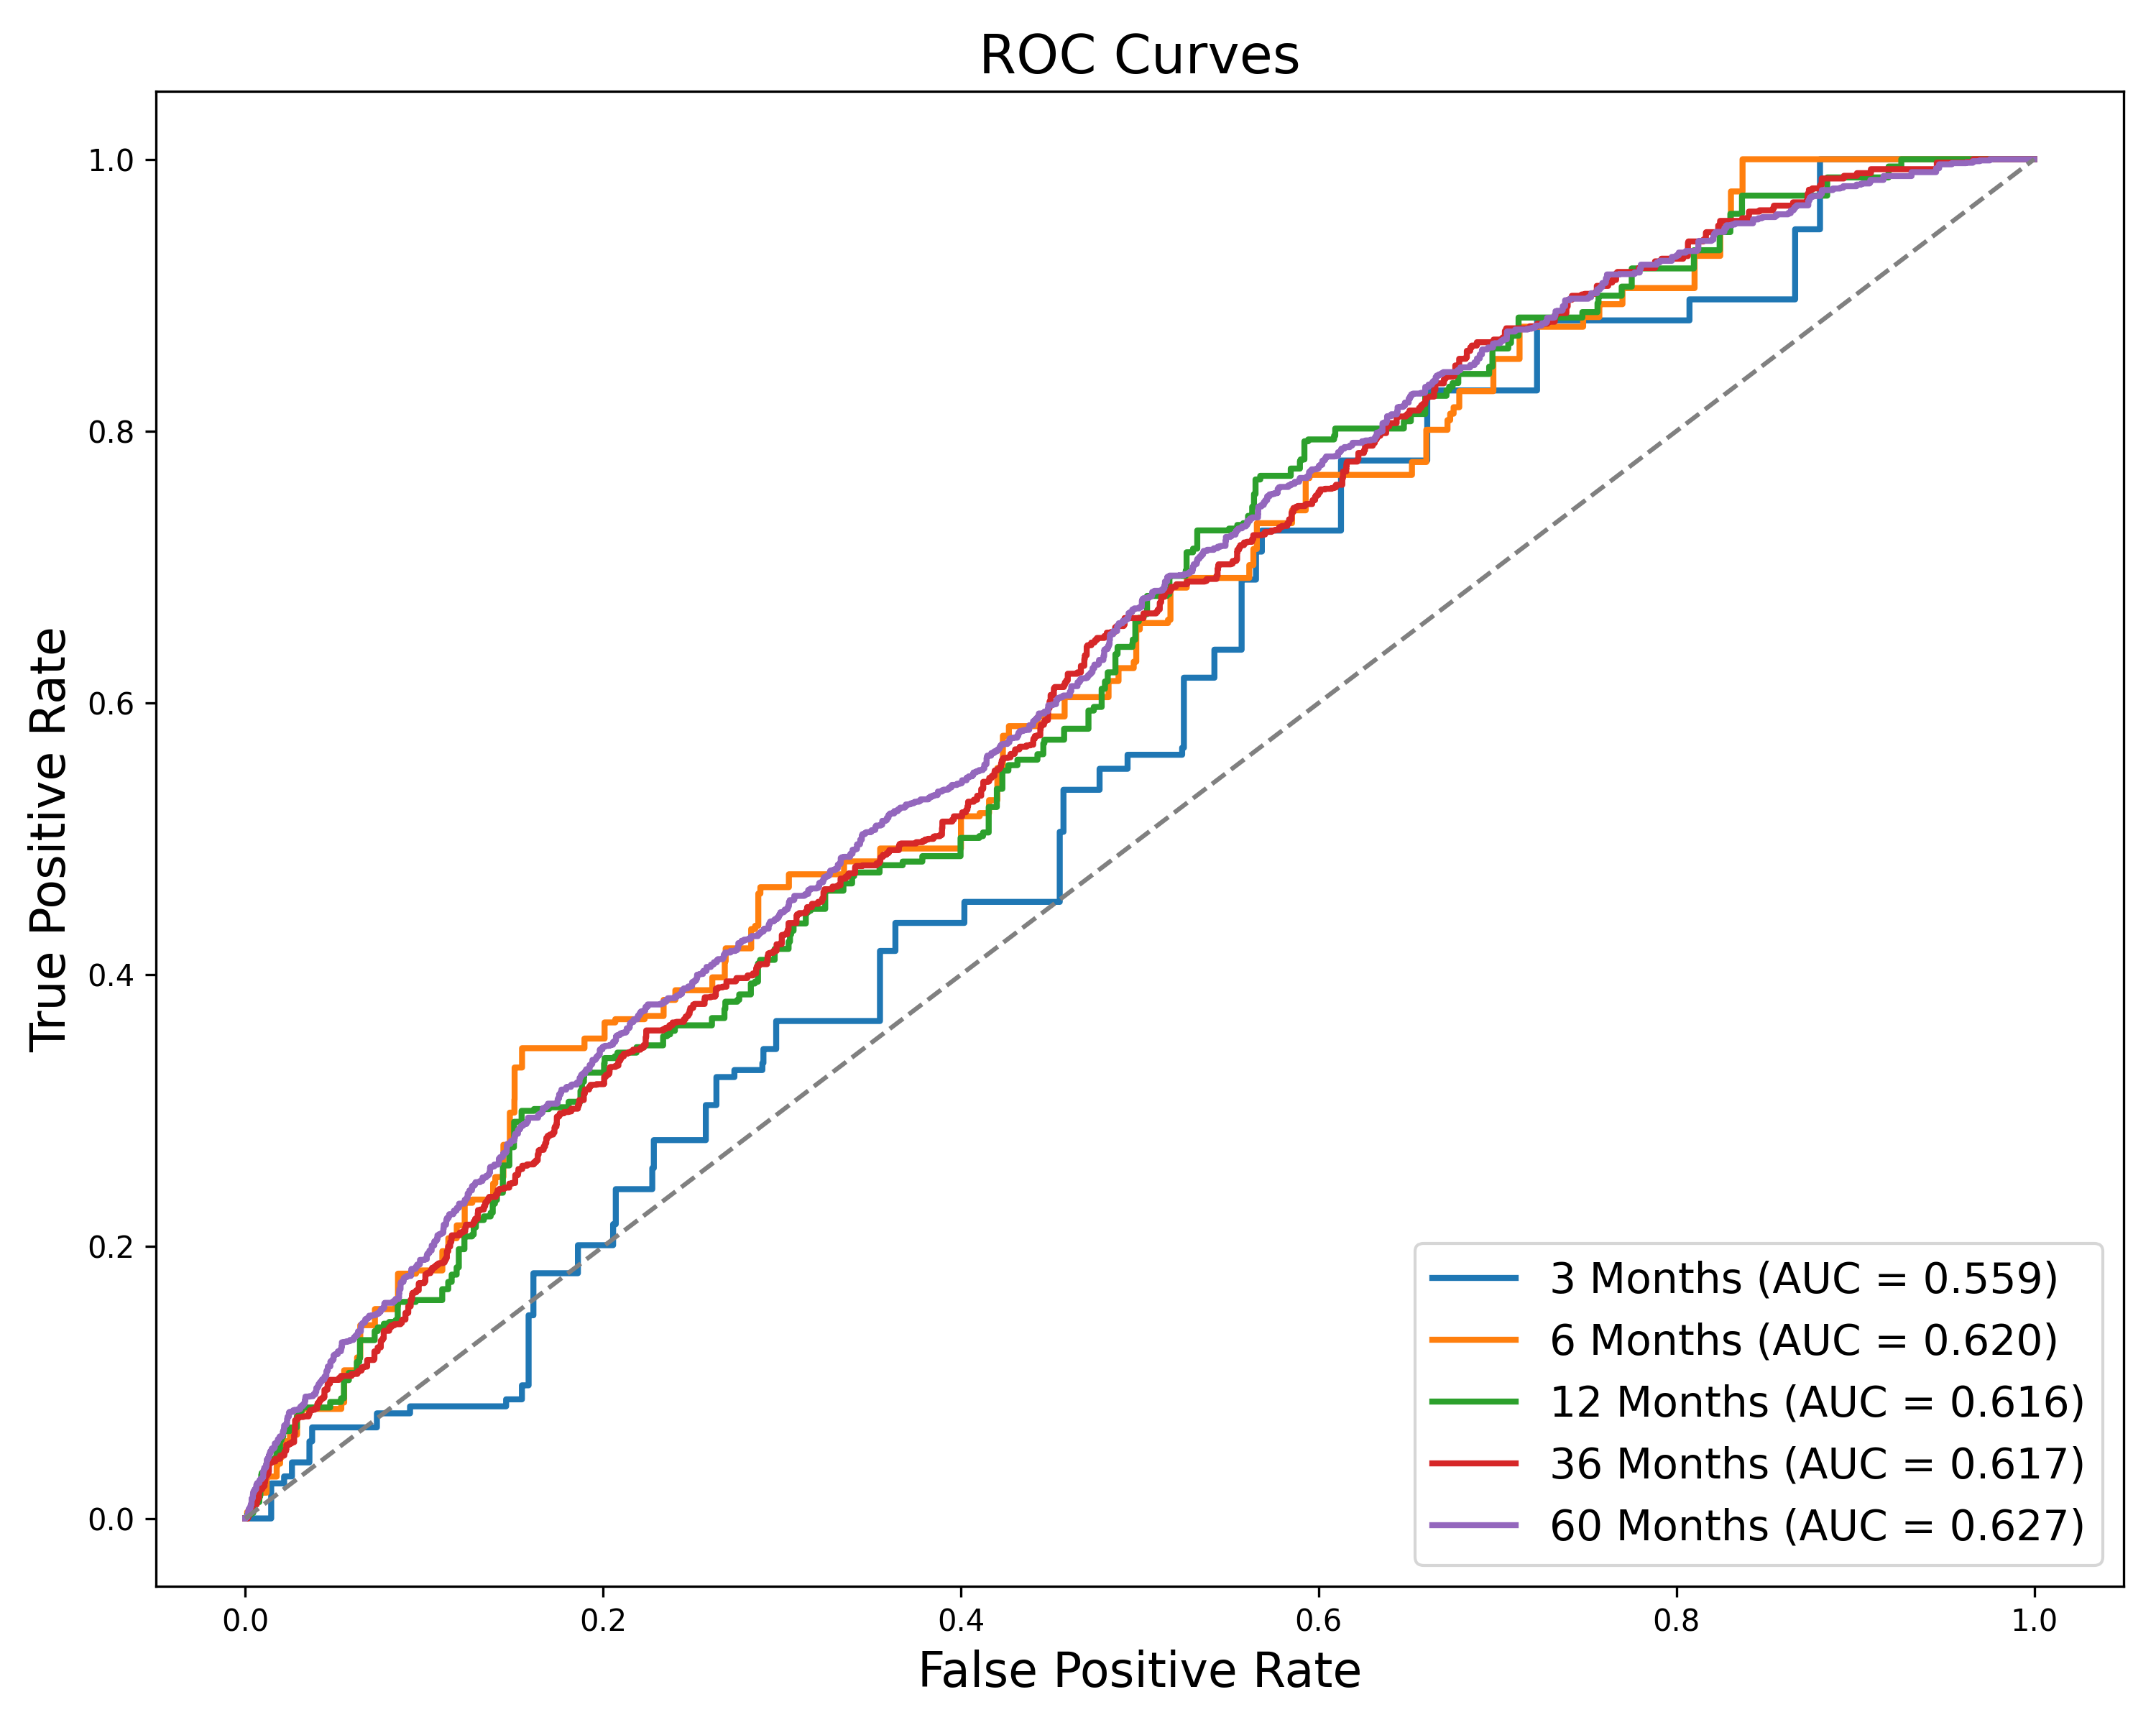 ROC Curves
True Positive Rate
1.0
0.8
0.6
0.4
0.2
0.0
0.0 0.2 0.4 0.6 0.8 1.0
False Positive Rate
3 Months (AUC = 0.559)
6 Months (AUC = 0.620)
12 Months (AUC = 0.616)
36 Months (AUC = 0.617)
60 Months (AUC = 0.627)